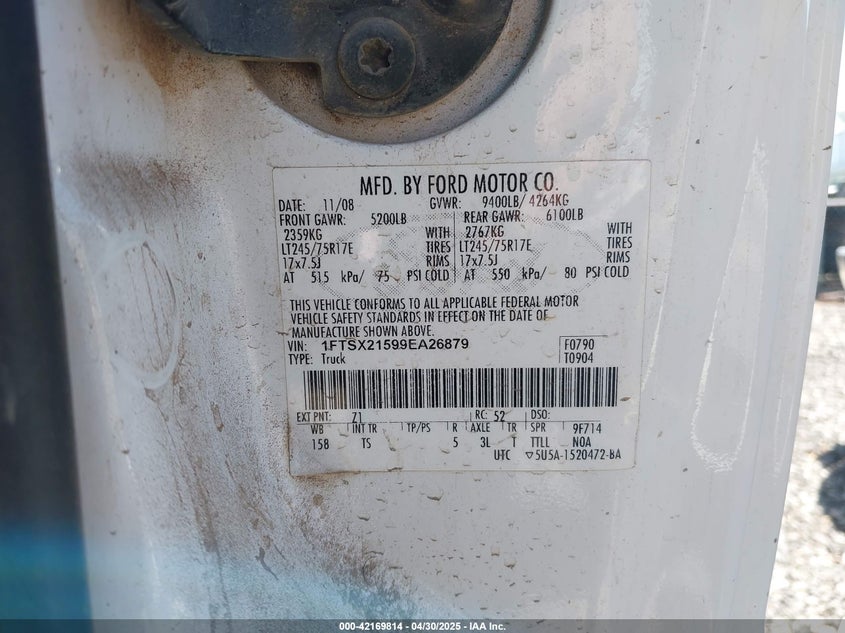 MFD. BY FORD MOTOR CO.
DATE: 11/08 GVWR: 9400LB/ 4264KG
FRONT GAWR: 5200LB REAR GAWR: 6100LB
2359KG WITH 2767KG WITH
LT245/75R17E TIRES LT245/75R17E TIRES
17x7.5J RIMS 17x7.5J RIMS
AT 515 kPa/ 75 PSI COLD AT 550 kPa/ 80 PSI COLD
THIS VEHICLE CONFORMS TO ALL APPLICABLE FEDERAL MOTOR
VEHICLE SAFETY STANDARDS IN EFFECT ON THE DATE OF
MANUFACTURE SHOWN ABOVE.
VIN: 1FTSX21599EA26879 F0790
TYPE: Truck T0904
EXT PNT: Z1 RC: 52 DSO:
WB INT TR TP/PS R AXLE TR SPR 9F714
158 TS 5 3L T TTLL NOA
UTC ▽5U5A-1520472-BA
000-42169814 - 04/30/2025 - IAA Inc.